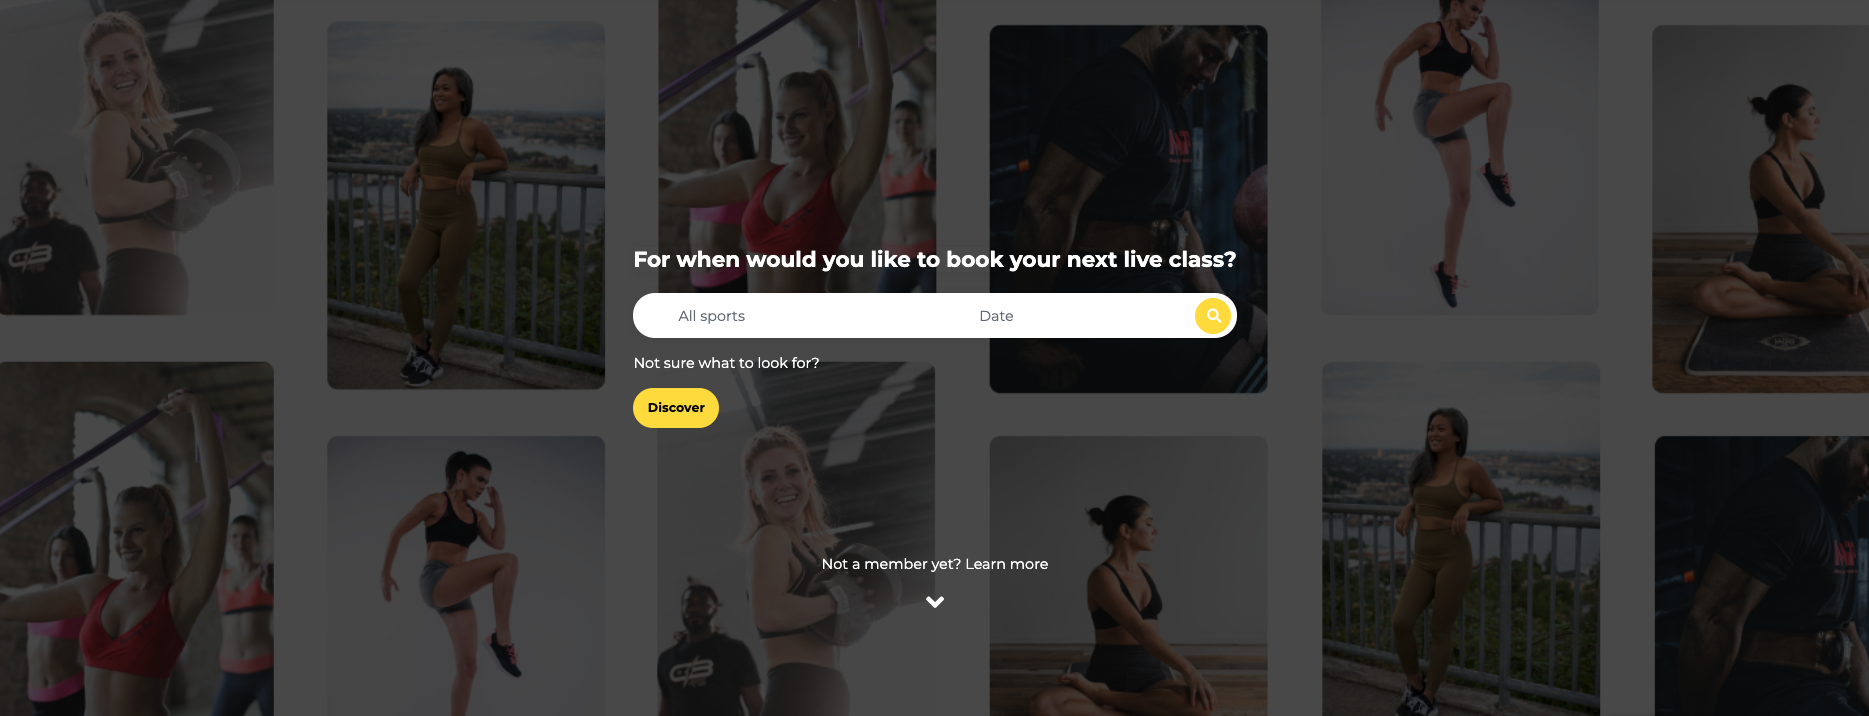 For when would you like to book your next live class?
All sports
Date
Not sure what to look for?
Discover
Not a member yet? Learn more